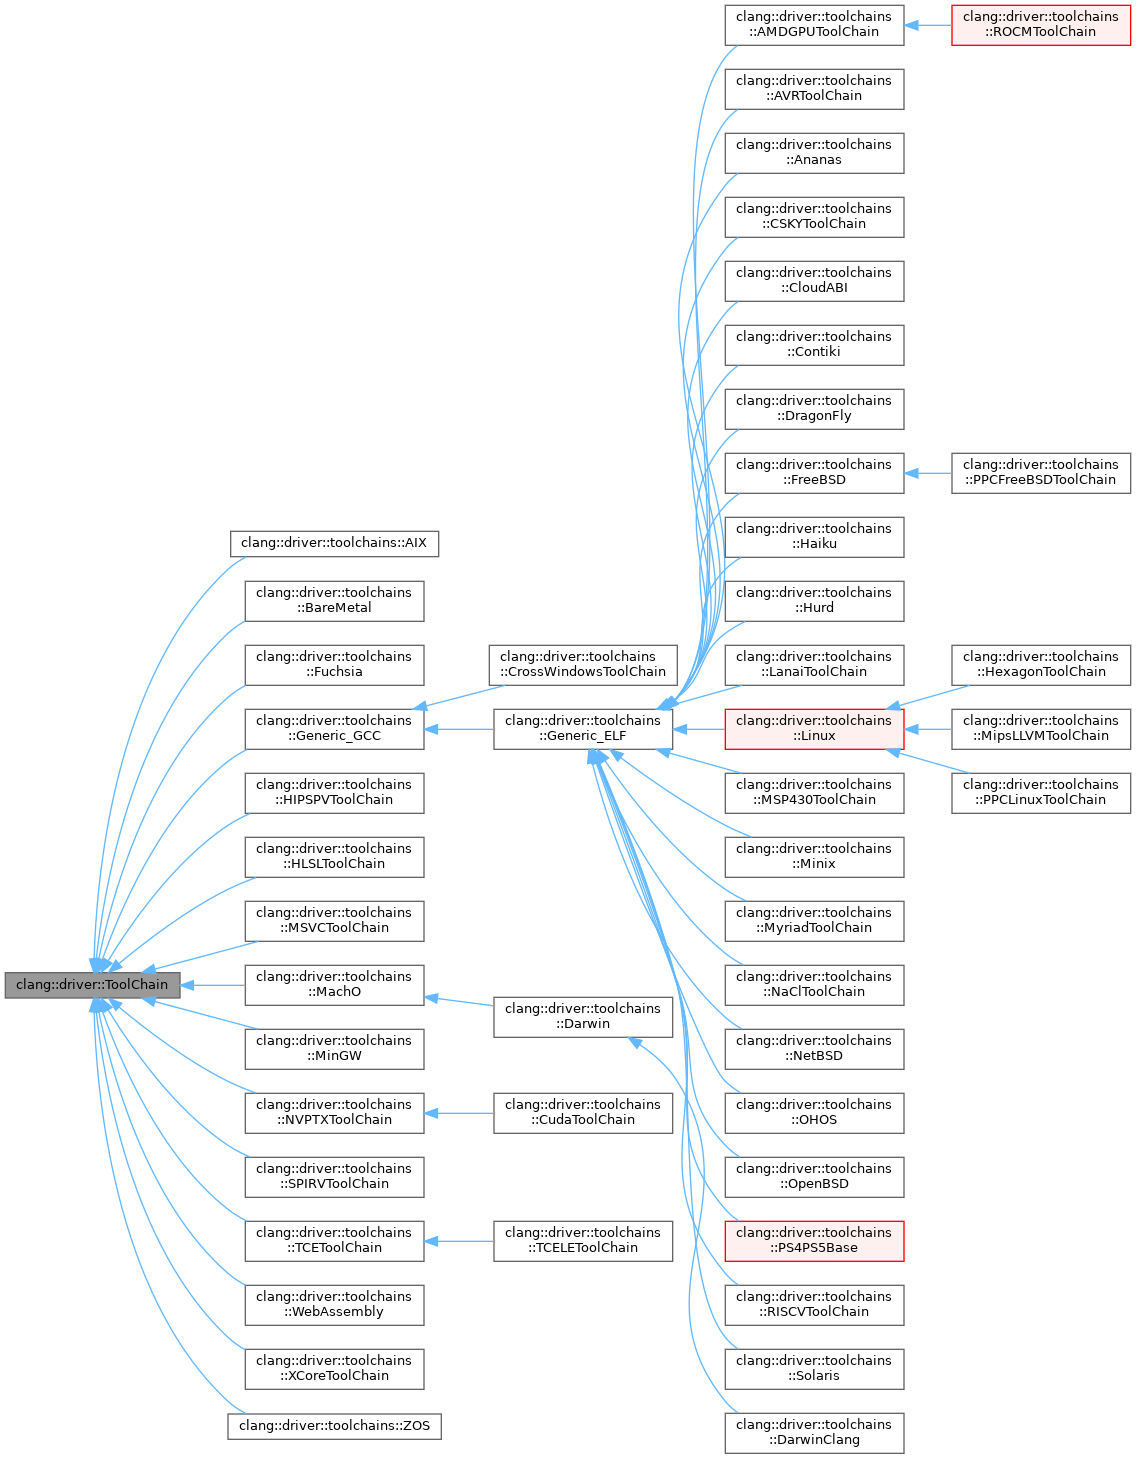 clang::driver::ToolChain
clang::driver::toolchains::AIX
clang::driver::toolchains
::BareMetal
clang::driver::toolchains
::Fuchsia
clang::driver::toolchains
::Generic_GCC
clang::driver::toolchains
::HIPSPVToolChain
clang::driver::toolchains
::HLSLToolChain
clang::driver::toolchains
::MSVCToolChain
clang::driver::toolchains
::MachO
clang::driver::toolchains
::MinGW
clang::driver::toolchains
::NVPTXToolChain
clang::driver::toolchains
::SPIRVToolChain
clang::driver::toolchains
::TCEToolChain
clang::driver::toolchains
::WebAssembly
clang::driver::toolchains
::XCoreToolChain
clang::driver::toolchains::ZOS
clang::driver::toolchains
::CrossWindowsToolChain
clang::driver::toolchains
::Generic_ELF
clang::driver::toolchains
::Darwin
clang::driver::toolchains
::CudaToolChain
clang::driver::toolchains
::TCELEToolChain
clang::driver::toolchains
::AMDGPUToolChain
clang::driver::toolchains
::AVRToolChain
clang::driver::toolchains
::Ananas
clang::driver::toolchains
::CSKYToolChain
clang::driver::toolchains
::CloudABI
clang::driver::toolchains
::Contiki
clang::driver::toolchains
::DragonFly
clang::driver::toolchains
::FreeBSD
clang::driver::toolchains
::Haiku
clang::driver::toolchains
::Hurd
clang::driver::toolchains
::LanaiToolChain
clang::driver::toolchains
::Linux
clang::driver::toolchains
::MSP430ToolChain
clang::driver::toolchains
::Minix
clang::driver::toolchains
::MyriadToolChain
clang::driver::toolchains
::NaClToolChain
clang::driver::toolchains
::NetBSD
clang::driver::toolchains
::OHOS
clang::driver::toolchains
::OpenBSD
clang::driver::toolchains
::PS4PS5Base
clang::driver::toolchains
::RISCVToolChain
clang::driver::toolchains
::Solaris
clang::driver::toolchains
::DarwinClang
clang::driver::toolchains
::ROCMToolChain
clang::driver::toolchains
::PPCFreeBSDToolChain
clang::driver::toolchains
::HexagonToolChain
clang::driver::toolchains
::MipsLLVMToolChain
clang::driver::toolchains
::PPCLinuxToolChain